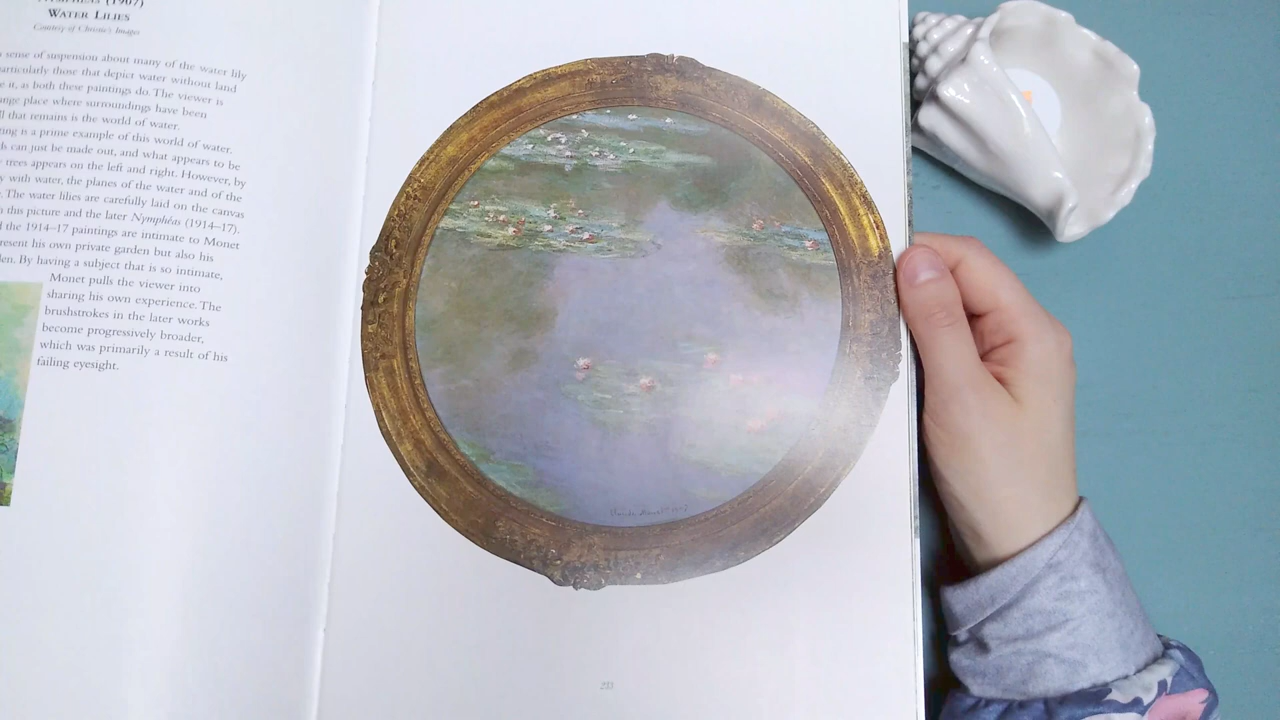 (1907)
WATER LILIES
Courtesy of Christie's Images
sense of suspension about many of the water lily
articularly those that depict water without land
e it, as both these paintings do. The viewer is
ange place where surroundings have been
ll that remains is the world of water.
ting is a prime example of this world of water.
ds can just be made out, and what appears to be
trees appears on the left and right. However, by
y with water, the planes of the water and of the
. The water lilies are carefully laid on the canvas
h this picture and the later Nymphéas (1914–17).
d the 1914–17 paintings are intimate to Monet
resent his own private garden but also his
den. By having a subject that is so intimate,
Monet pulls the viewer into
sharing his own experience. The
brushstrokes in the later works
become progressively broader,
which was primarily a result of his
failing eyesight.
Claude Monet 1907